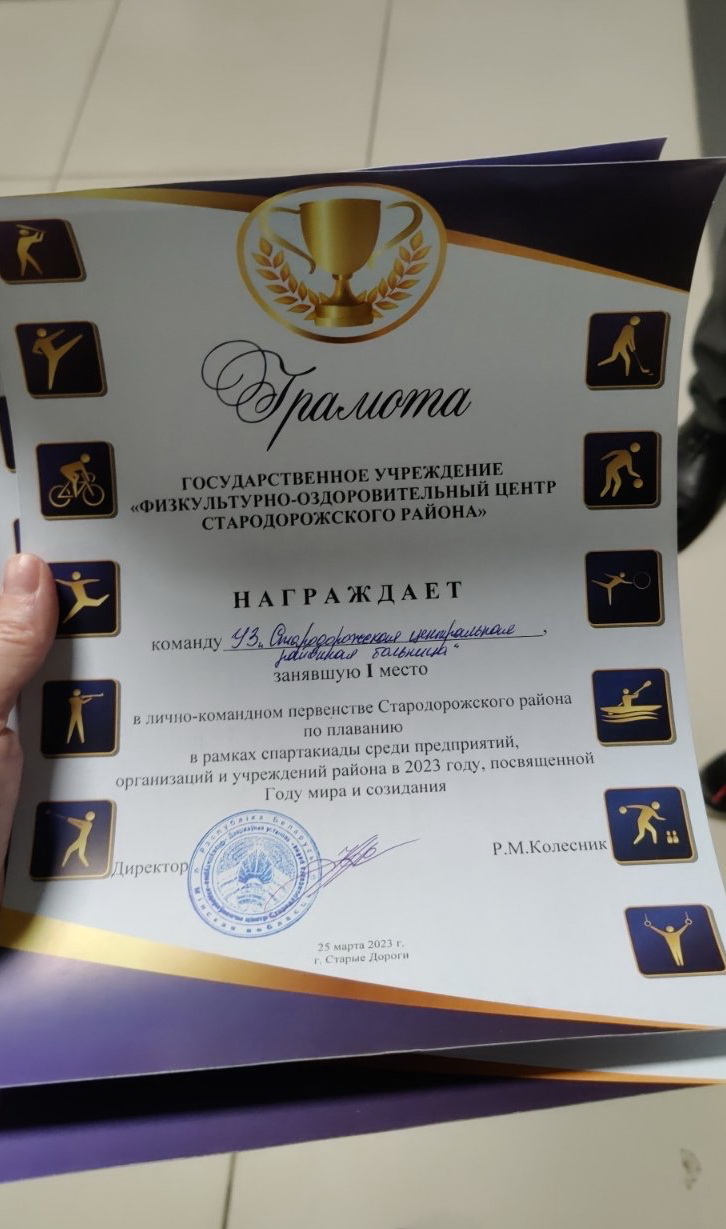 Грамота
ГОСУДАРСТВЕННОЕ УЧРЕЖДЕНИЕ
«ФИЗКУЛЬТУРНО-ОЗДОРОВИТЕЛЬНЫЙ ЦЕНТР
СТАРОДОРОЖСКОГО РАЙОНА»
НАГРАЖДАЕТ
команду УЗ „Стародорожская центральная,
районная больница“
занявшую I место
в лично-командном первенстве Стародорожского района
по плаванию
в рамках спартакиады среди предприятий,
организаций и учреждений района в 2023 году, посвященной
Году мира и созидания
Директор
Р.М.Колесник
Рэспубліка Беларусь
25 марта 2023 г.
г. Старые Дороги